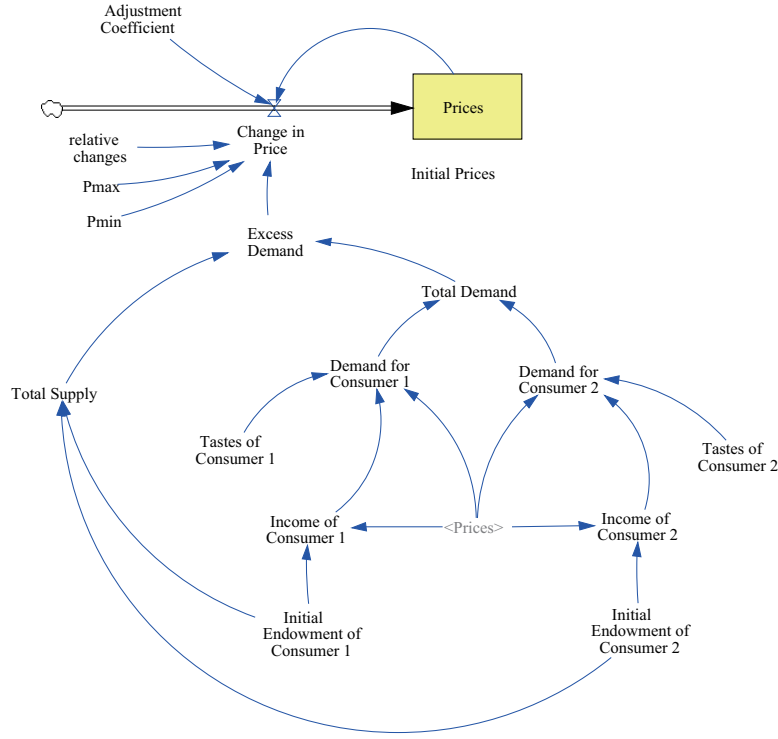 Adjustment
Coefficient
Prices
Change in
Price
relative
changes
Initial Prices
Pmax
Pmin
Excess
Demand
Total Demand
Demand for
Consumer 1
Demand for
Consumer 2
Total Supply
Tastes of
Consumer 1
Tastes of
Consumer 2
Income of
Consumer 1
<Prices>
Income of
Consumer 2
Initial
Endowment of
Consumer 1
Initial
Endowment of
Consumer 2